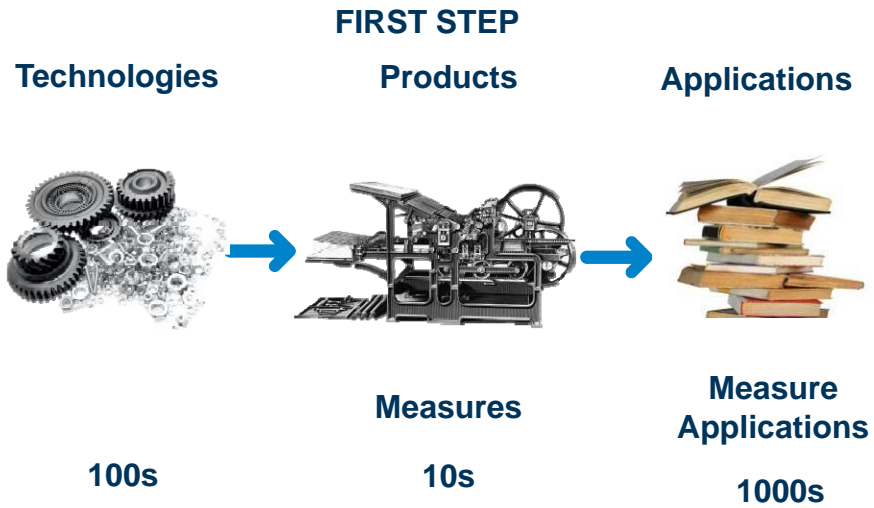 FIRST STEP
Technologies
Products
Applications
Measures
Measure
Applications
100s
10s
1000s